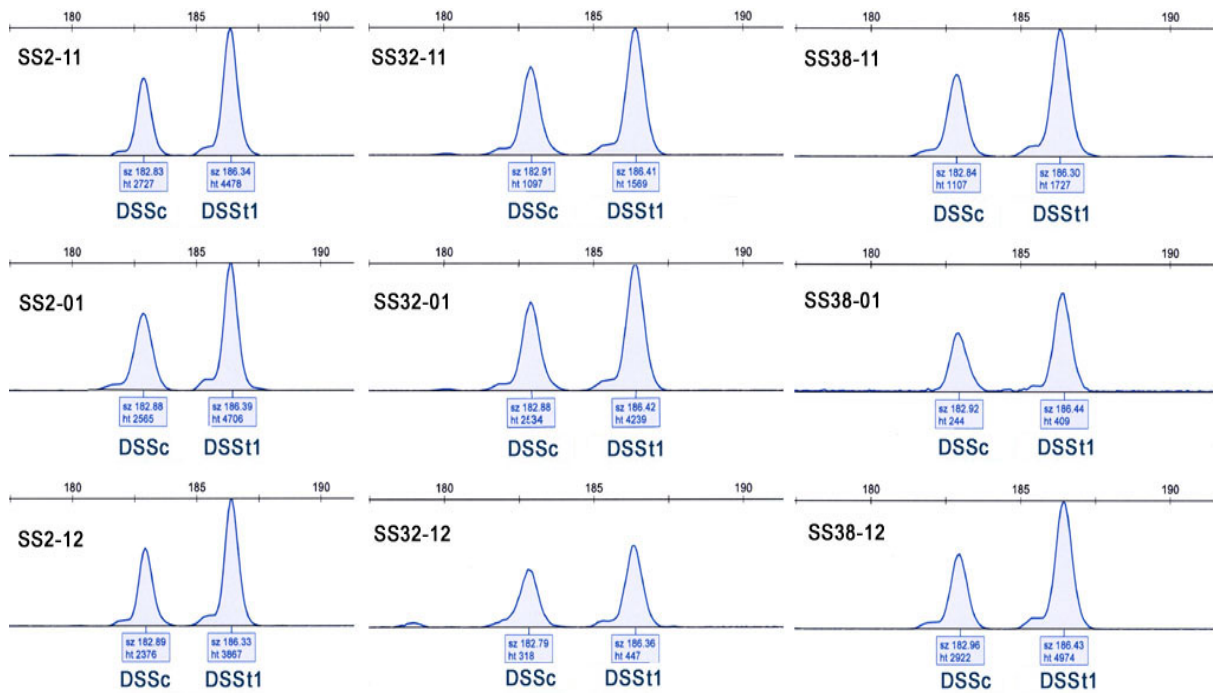 180 185 190
SS2-11
sz 182.83
ht 2727
sz 186.34
ht 4478
DSSc DSSt1
180 185 190
SS32-11
sz 182.91
ht 1097
sz 186.41
ht 1569
DSSc DSSt1
180 185 190
SS38-11
sz 182.84
ht 1107
sz 186.30
ht 1727
DSSc DSSt1
180 185 190
SS2-01
sz 182.88
ht 2565
sz 186.39
ht 4706
DSSc DSSt1
180 185 190
SS32-01
sz 182.88
ht 2534
sz 186.42
ht 4239
DSSc DSSt1
180 185 190
SS38-01
sz 182.92
ht 244
sz 186.44
ht 409
DSSc DSSt1
180 185 190
SS2-12
sz 182.89
ht 2376
sz 186.33
ht 3867
DSSc DSSt1
180 185 190
SS32-12
sz 182.79
ht 318
sz 186.36
ht 447
DSSc DSSt1
180 185 190
SS38-12
sz 182.96
ht 2922
sz 186.43
ht 4974
DSSc DSSt1